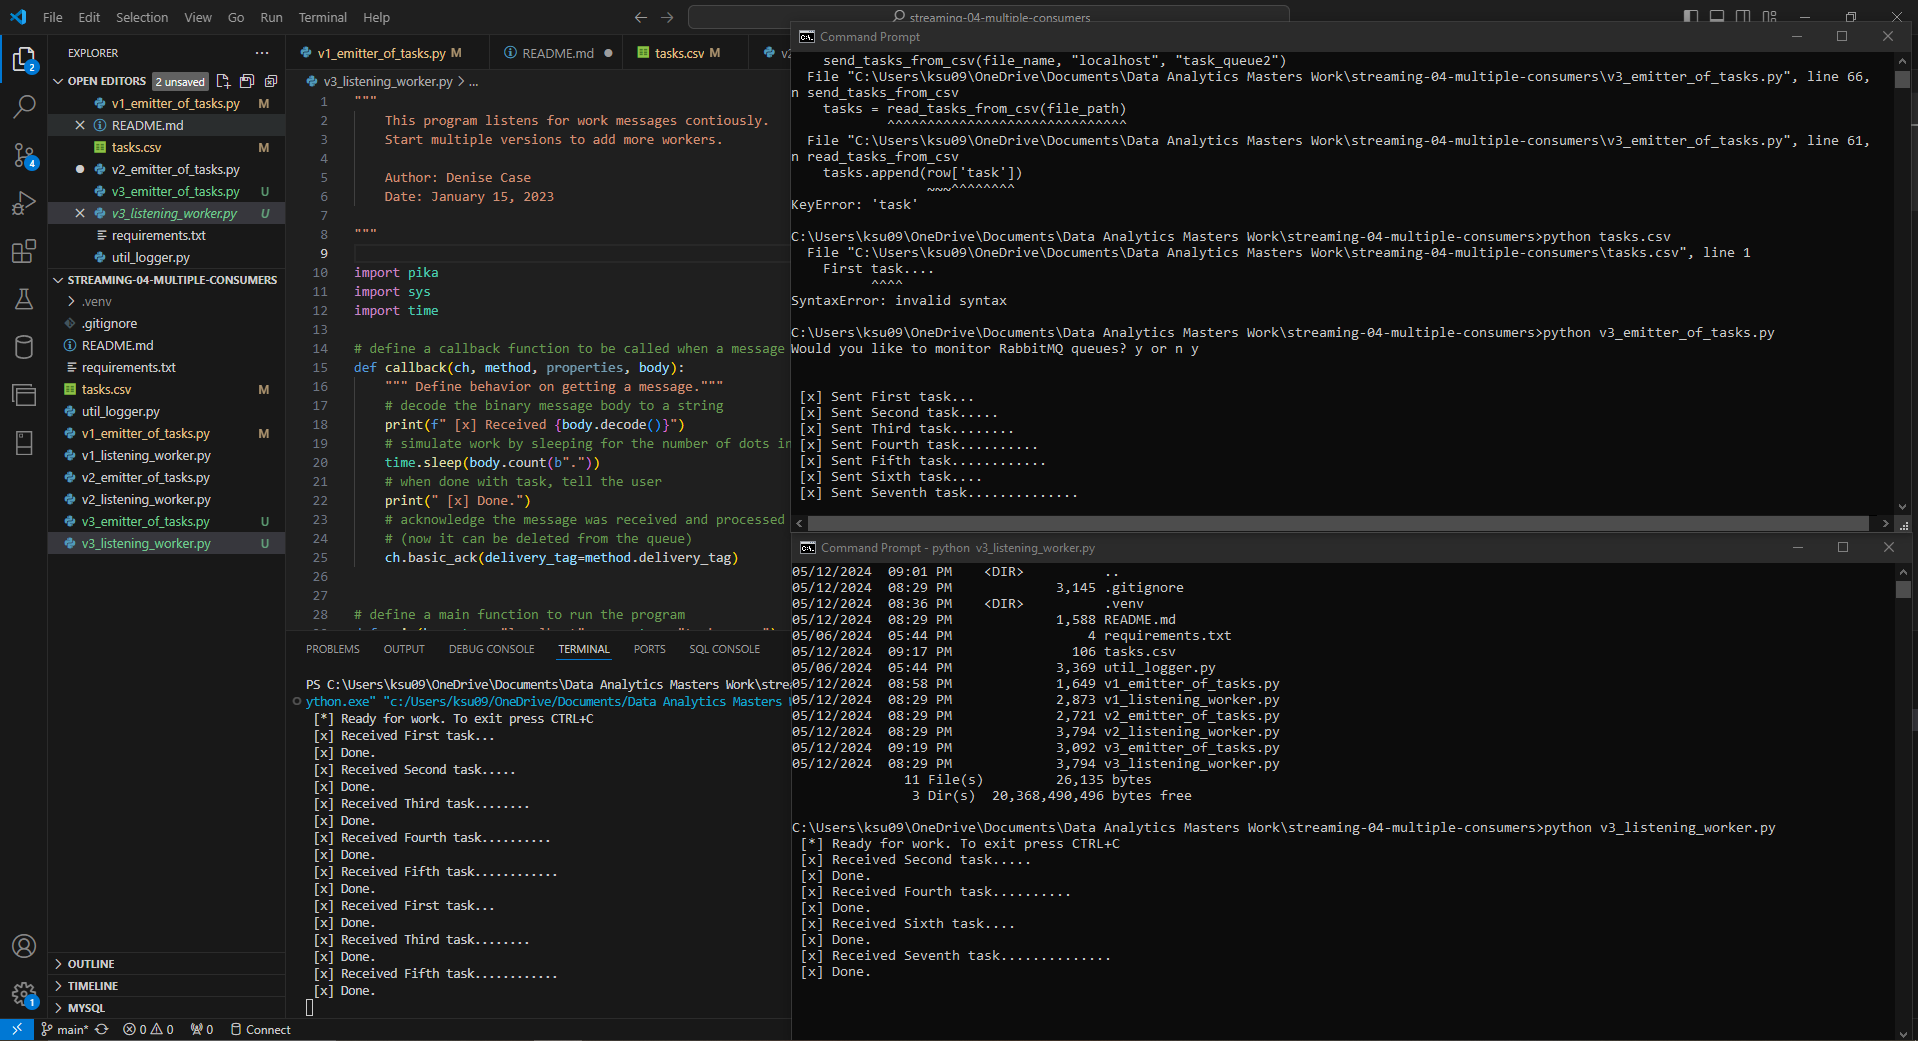 File Edit Selection View Go Run Terminal Help
streaming-04-multiple-consumers
EXPLORER
OPEN EDITORS 2 unsaved
v1_emitter_of_tasks.py M
README.md
tasks.csv M
v2_emitter_of_tasks.py
v3_emitter_of_tasks.py U
v3_listening_worker.py U
requirements.txt
util_logger.py
STREAMING-04-MULTIPLE-CONSUMERS
.venv
.gitignore
README.md
requirements.txt
tasks.csv M
util_logger.py
v1_emitter_of_tasks.py M
v1_listening_worker.py
v2_emitter_of_tasks.py
v2_listening_worker.py
v3_emitter_of_tasks.py U
v3_listening_worker.py U
OUTLINE
TIMELINE
MYSQL
2
4
1
main* 0 0 0 Connect
v1_emitter_of_tasks.py M README.md tasks.csv M v2
v3_listening_worker.py > ...
1 """
2 This program listens for work messages contiously.
3 Start multiple versions to add more workers.
4
5 Author: Denise Case
6 Date: January 15, 2023
7
8 """
9
10 import pika
11 import sys
12 import time
13
14 # define a callback function to be called when a message
15 def callback(ch, method, properties, body):
16 """ Define behavior on getting a message."""
17 # decode the binary message body to a string
18 print(f" [x] Received {body.decode()}")
19 # simulate work by sleeping for the number of dots in
20 time.sleep(body.count(b"."))
21 # when done with task, tell the user
22 print(" [x] Done.")
23 # acknowledge the message was received and processed
24 # (now it can be deleted from the queue)
25 ch.basic_ack(delivery_tag=method.delivery_tag)
26
27
28 # define a main function to run the program
PROBLEMS OUTPUT DEBUG CONSOLE TERMINAL PORTS SQL CONSOLE
PS C:\Users\ksu09\OneDrive\Documents\Data Analytics Masters Work\strea
ython.exe" "c:/Users/ksu09/OneDrive/Documents/Data Analytics Masters
[*] Ready for work. To exit press CTRL+C
[x] Received First task...
[x] Done.
[x] Received Second task.....
[x] Done.
[x] Received Third task........
[x] Done.
[x] Received Fourth task..........
[x] Done.
[x] Received Fifth task............
[x] Done.
[x] Received First task...
[x] Done.
[x] Received Third task........
[x] Done.
[x] Received Fifth task............
[x] Done.
Command Prompt
send_tasks_from_csv(file_name, "localhost", "task_queue2")
File "C:\Users\ksu09\OneDrive\Documents\Data Analytics Masters Work\streaming-04-multiple-consumers\v3_emitter_of_tasks.py", line 66,
n send_tasks_from_csv
tasks = read_tasks_from_csv(file_path)
^^^^^^^^^^^^^^^^^^^^^^^^^^^^^^
File "C:\Users\ksu09\OneDrive\Documents\Data Analytics Masters Work\streaming-04-multiple-consumers\v3_emitter_of_tasks.py", line 61,
n read_tasks_from_csv
tasks.append(row['task'])
~~~^^^^^^^^
KeyError: 'task'
C:\Users\ksu09\OneDrive\Documents\Data Analytics Masters Work\streaming-04-multiple-consumers>python tasks.csv
File "C:\Users\ksu09\OneDrive\Documents\Data Analytics Masters Work\streaming-04-multiple-consumers\tasks.csv", line 1
First task....
^^^^
SyntaxError: invalid syntax
C:\Users\ksu09\OneDrive\Documents\Data Analytics Masters Work\streaming-04-multiple-consumers>python v3_emitter_of_tasks.py
Would you like to monitor RabbitMQ queues? y or n y
[x] Sent First task...
[x] Sent Second task.....
[x] Sent Third task........
[x] Sent Fourth task..........
[x] Sent Fifth task............
[x] Sent Sixth task....
[x] Sent Seventh task..............
Command Prompt - python v3_listening_worker.py
05/12/2024 09:01 PM <DIR> ..
05/12/2024 08:29 PM 3,145 .gitignore
05/12/2024 08:36 PM <DIR> .venv
05/12/2024 08:29 PM 1,588 README.md
05/06/2024 05:44 PM 4 requirements.txt
05/12/2024 09:17 PM 106 tasks.csv
05/06/2024 05:44 PM 3,369 util_logger.py
05/12/2024 08:58 PM 1,649 v1_emitter_of_tasks.py
05/12/2024 08:29 PM 2,873 v1_listening_worker.py
05/12/2024 08:29 PM 2,721 v2_emitter_of_tasks.py
05/12/2024 08:29 PM 3,794 v2_listening_worker.py
05/12/2024 09:19 PM 3,092 v3_emitter_of_tasks.py
05/12/2024 08:29 PM 3,794 v3_listening_worker.py
11 File(s) 26,135 bytes
3 Dir(s) 20,368,490,496 bytes free
C:\Users\ksu09\OneDrive\Documents\Data Analytics Masters Work\streaming-04-multiple-consumers>python v3_listening_worker.py
[*] Ready for work. To exit press CTRL+C
[x] Received Second task.....
[x] Done.
[x] Received Fourth task..........
[x] Done.
[x] Received Sixth task....
[x] Done.
[x] Received Seventh task..............
[x] Done.